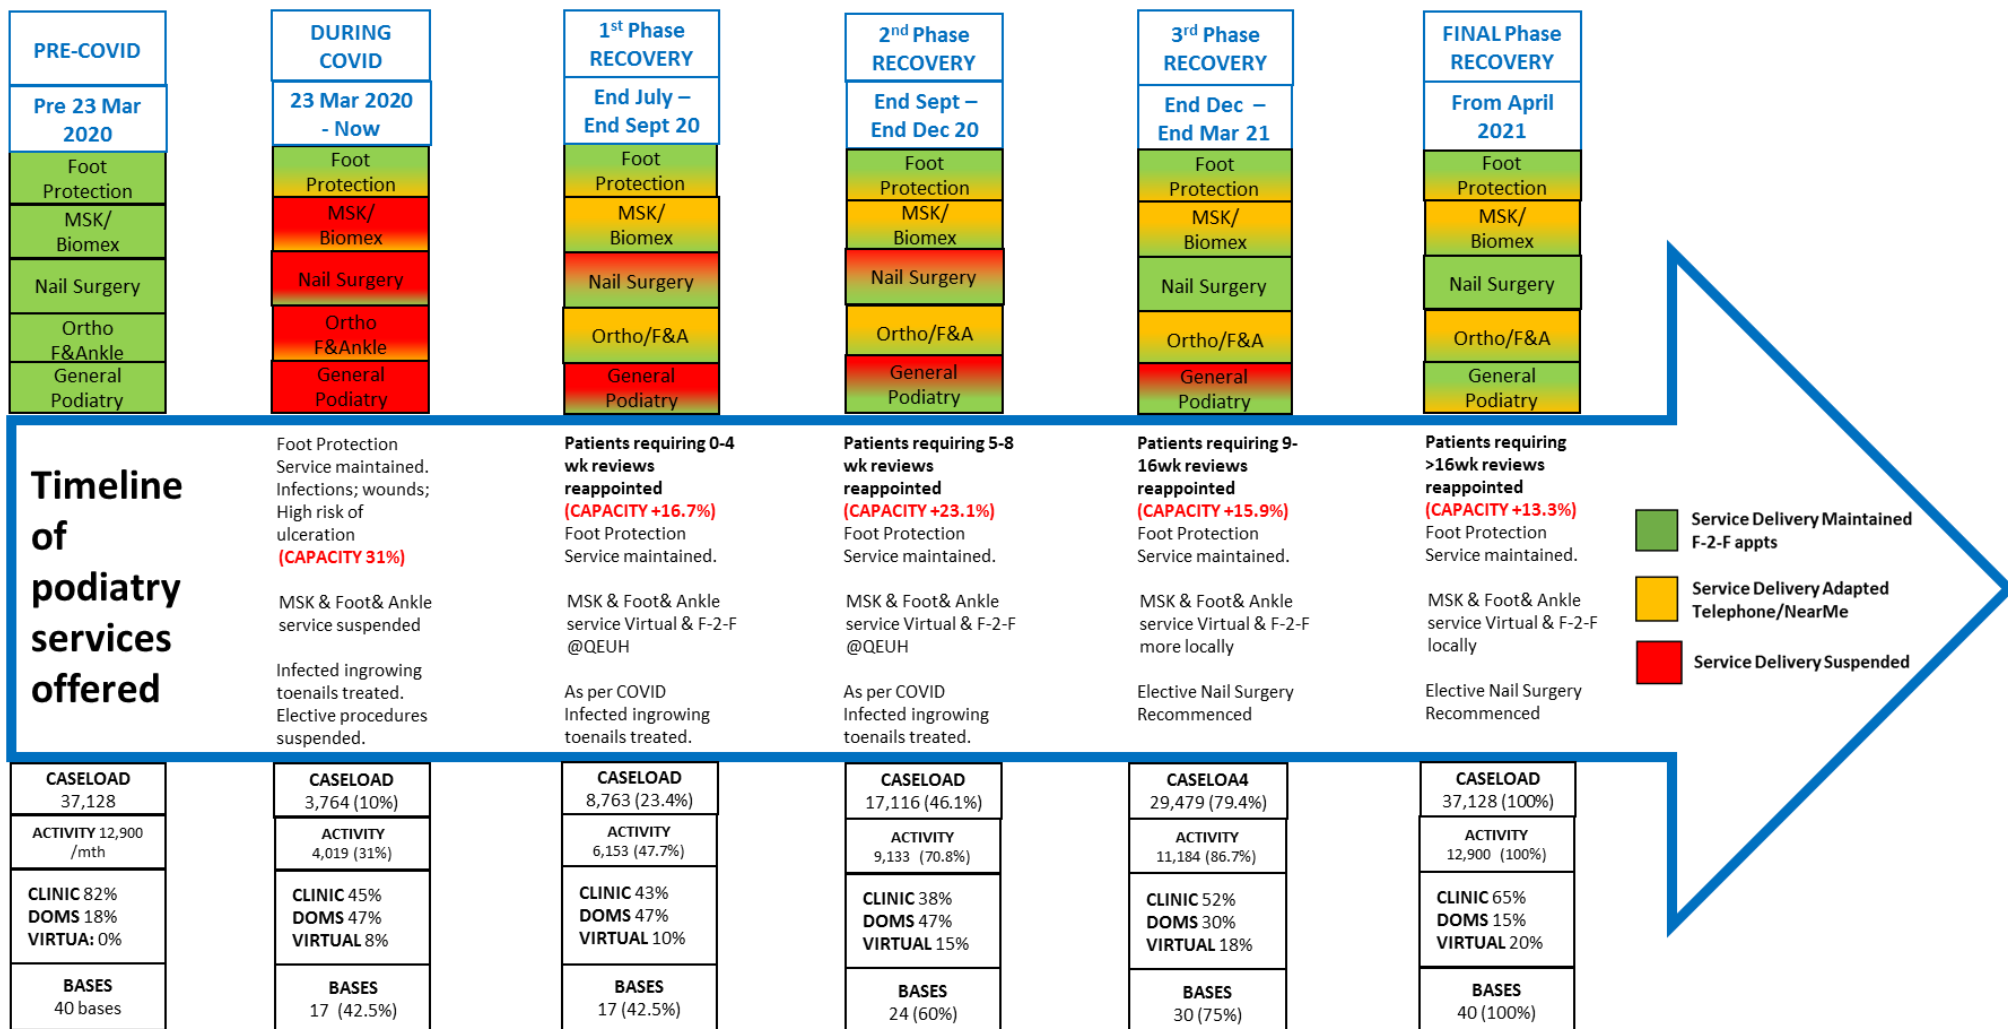 PRE-COVID
Pre 23 Mar
2020
Foot
Protection
MSK/
Biomex
Nail Surgery
Ortho
F&Ankle
General
Podiatry
DURING
COVID
23 Mar 2020
- Now
Foot
Protection
MSK/
Biomex
Nail Surgery
Ortho
F&Ankle
General
Podiatry
1st Phase
RECOVERY
End July –
End Sept 20
Foot
Protection
MSK/
Biomex
Nail Surgery
Ortho/F&A
General
Podiatry
2nd Phase
RECOVERY
End Sept –
End Dec 20
Foot
Protection
MSK/
Biomex
Nail Surgery
Ortho/F&A
General
Podiatry
3rd Phase
RECOVERY
End Dec –
End Mar 21
Foot
Protection
MSK/
Biomex
Nail Surgery
Ortho/F&A
General
Podiatry
FINAL Phase
RECOVERY
From April
2021
Foot
Protection
MSK/
Biomex
Nail Surgery
Ortho/F&A
General
Podiatry
Timeline
of
podiatry
services
offered
Foot Protection
Service maintained.
Infections; wounds;
High risk of
ulceration
(CAPACITY 31%)
MSK & Foot& Ankle
service suspended
Infected ingrowing
toenails treated.
Elective procedures
suspended.
Patients requiring 0-4
wk reviews
reappointed
(CAPACITY +16.7%)
Foot Protection
Service maintained.
MSK & Foot& Ankle
service Virtual & F-2-F
@QEUH
As per COVID
Infected ingrowing
toenails treated.
Patients requiring 5-8
wk reviews
reappointed
(CAPACITY +23.1%)
Foot Protection
Service maintained.
MSK & Foot& Ankle
service Virtual & F-2-F
@QEUH
As per COVID
Infected ingrowing
toenails treated.
Patients requiring 9-
16wk reviews
reappointed
(CAPACITY +15.9%)
Foot Protection
Service maintained.
MSK & Foot& Ankle
service Virtual & F-2-F
more locally
Elective Nail Surgery
Recommenced
Patients requiring
>16wk reviews
reappointed
(CAPACITY +13.3%)
Foot Protection
Service maintained.
MSK & Foot& Ankle
service Virtual & F-2-F
locally
Elective Nail Surgery
Recommenced
Service Delivery Maintained
F-2-F appts
Service Delivery Adapted
Telephone/NearMe
Service Delivery Suspended
CASELOAD
37,128
ACTIVITY 12,900
/mth
CLINIC 82%
DOMS 18%
VIRTUA: 0%
BASES
40 bases
CASELOAD
3,764 (10%)
ACTIVITY
4,019 (31%)
CLINIC 45%
DOMS 47%
VIRTUAL 8%
BASES
17 (42.5%)
CASELOAD
8,763 (23.4%)
ACTIVITY
6,153 (47.7%)
CLINIC 43%
DOMS 47%
VIRTUAL 10%
BASES
17 (42.5%)
CASELOAD
17,116 (46.1%)
ACTIVITY
9,133 (70.8%)
CLINIC 38%
DOMS 47%
VIRTUAL 15%
BASES
24 (60%)
CASELOA4
29,479 (79.4%)
ACTIVITY
11,184 (86.7%)
CLINIC 52%
DOMS 30%
VIRTUAL 18%
BASES
30 (75%)
CASELOAD
37,128 (100%)
ACTIVITY
12,900 (100%)
CLINIC 65%
DOMS 15%
VIRTUAL 20%
BASES
40 (100%)